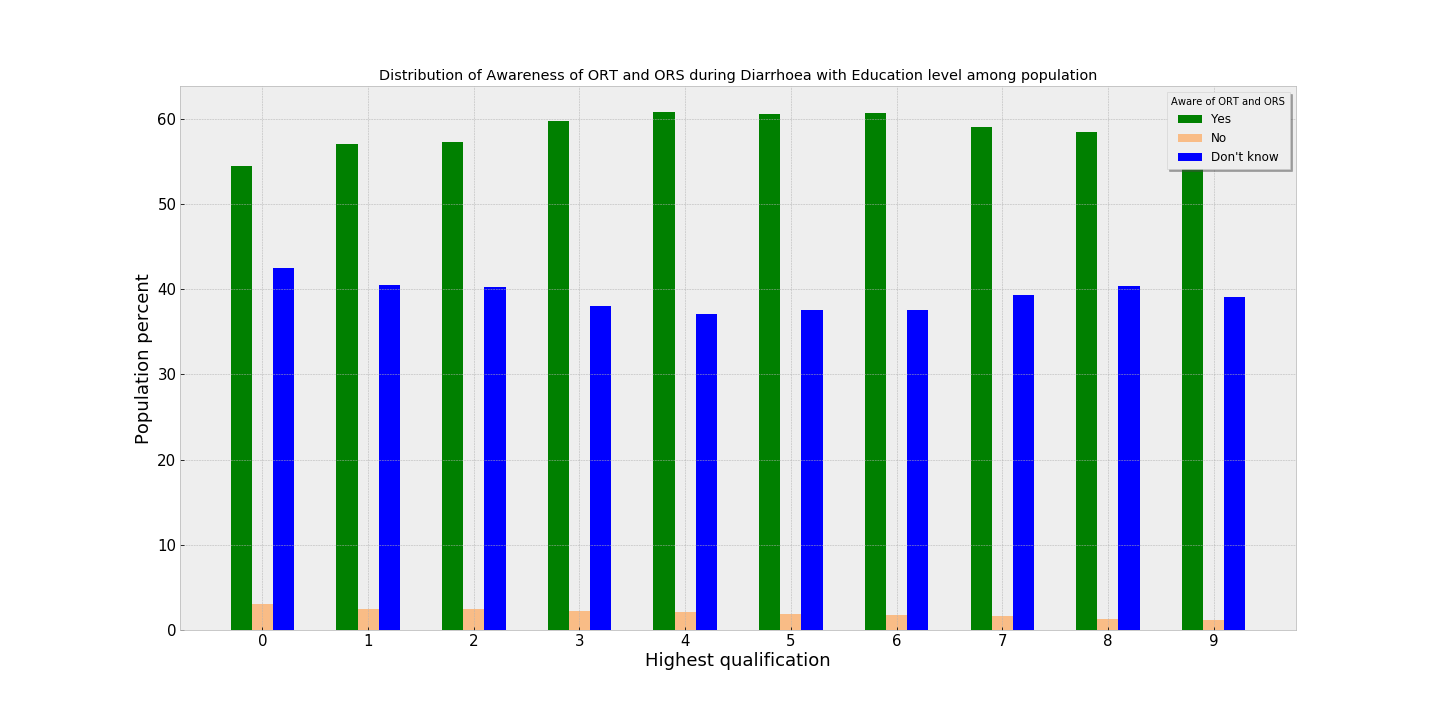 Distribution of Awareness of ORT and ORS during Diarrhoea with Education level among population
Aware of ORT and ORS
Yes
No
Don't know
Population percent
60
50
40
30
20
10
0
0 1 2 3 4 5 6 7 8 9
Highest qualification